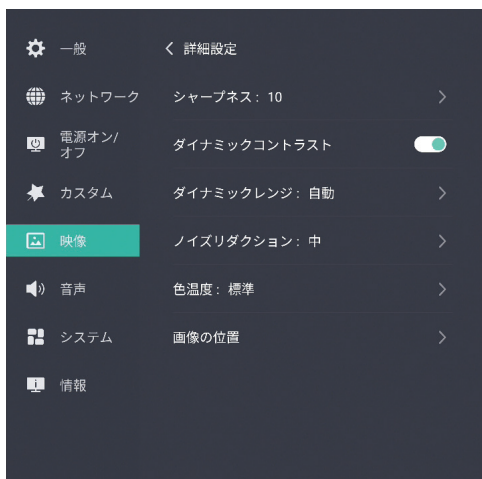 一般
ネットワーク
電源オン/
オフ
カスタム
映像
音声
システム
情報
詳細設定
シャープネス: 10
ダイナミックコントラスト
ダイナミックレンジ: 自動
ノイズリダクション: 中
色温度: 標準
画像の位置